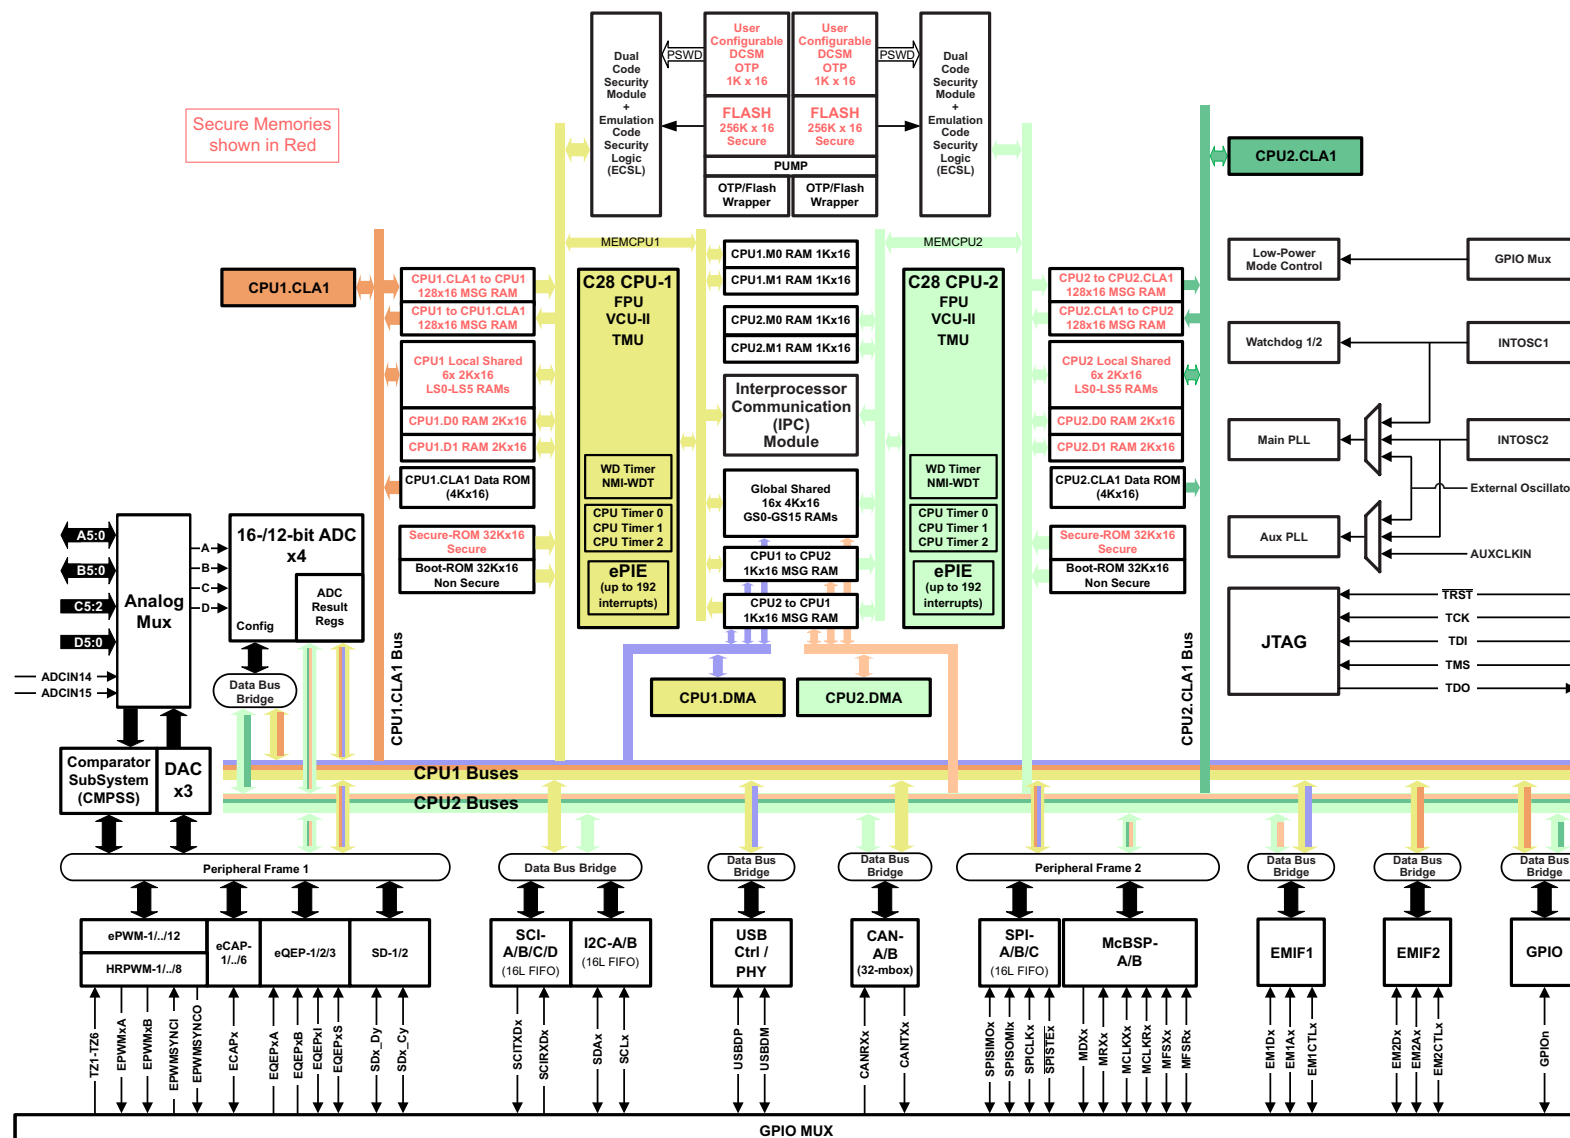 Secure Memories
shown in Red
Dual
Code
Security
Module
+
Emulation
Code
Security
Logic
(ECSL)
PSWD
User
Configurable
DCSM
OTP
1K x 16
User
Configurable
DCSM
OTP
1K x 16
PSWD
Dual
Code
Security
Module
+
Emulation
Code
Security
Logic
(ECSL)
FLASH
256K x 16
Secure
FLASH
256K x 16
Secure
PUMP
OTP/Flash
Wrapper
OTP/Flash
Wrapper
CPU2.CLA1
MEMCPU1
MEMCPU2
CPU1.CLA1
CPU1.CLA1 to CPU1
128x16 MSG RAM
CPU1 to CPU1.CLA1
128x16 MSG RAM
CPU1 Local Shared
6x 2Kx16
LS0-LS5 RAMs
CPU1.D0 RAM 2Kx16
CPU1.D1 RAM 2Kx16
CPU1.CLA1 Data ROM
(4Kx16)
Secure-ROM 32Kx16
Secure
Boot-ROM 32Kx16
Non Secure
C28 CPU-1
FPU
VCU-II
TMU
WD Timer
NMI-WDT
CPU Timer 0
CPU Timer 1
CPU Timer 2
ePIE
(up to 192
interrupts)
CPU1.M0 RAM 1Kx16
CPU1.M1 RAM 1Kx16
CPU2.M0 RAM 1Kx16
CPU2.M1 RAM 1Kx16
Interprocessor
Communication
(IPC)
Module
Global Shared
16x 4Kx16
GS0-GS15 RAMs
CPU1 to CPU2
1Kx16 MSG RAM
CPU2 to CPU1
1Kx16 MSG RAM
C28 CPU-2
FPU
VCU-II
TMU
WD Timer
NMI-WDT
CPU Timer 0
CPU Timer 1
CPU Timer 2
ePIE
(up to 192
interrupts)
CPU2 to CPU2.CLA1
128x16 MSG RAM
CPU2.CLA1 to CPU2
128x16 MSG RAM
CPU2 Local Shared
6x 2Kx16
LS0-LS5 RAMs
CPU2.D0 RAM 2Kx16
CPU2.D1 RAM 2Kx16
CPU2.CLA1 Data ROM
(4Kx16)
Secure-ROM 32Kx16
Secure
Boot-ROM 32Kx16
Non Secure
Low-Power
Mode Control
GPIO Mux
Watchdog 1/2
INTOSC1
Main PLL
INTOSC2
External Oscillator
Aux PLL
AUXCLKIN
JTAG
TRST
TCK
TDI
TMS
TDO
A5:0
B5:0
C5:2
D5:0
ADCIN14
ADCIN15
Analog
Mux
A
B
C
D
16-/12-bit ADC
x4
Config
ADC
Result
Regs
Data Bus
Bridge
CPU1.CLA1 Bus
CPU2.CLA1 Bus
CPU1.DMA
CPU2.DMA
Comparator
SubSystem
(CMPSS)
DAC
x3
CPU1 Buses
CPU2 Buses
Peripheral Frame 1
Data Bus Bridge
Data Bus
Bridge
Data Bus
Bridge
Peripheral Frame 2
Data Bus
Bridge
Data Bus
Bridge
Data Bus
Bridge
ePWM-1/../12
HRPWM-1/../8
eCAP-
1/../6
eQEP-1/2/3
SD-1/2
SCI-
A/B/C/D
(16L FIFO)
I2C-A/B
(16L FIFO)
USB
Ctrl /
PHY
CAN-
A/B
(32-mbox)
SPI-
A/B/C
(16L FIFO)
McBSP-
A/B
EMIF1
EMIF2
GPIO
TZ1-TZ6
EPWMxA
EPWMxB
EPWMSYNCI
EPWMSYNCO
ECAPx
EQEPxA
EQEPxB
EQEPxI
EQEPxS
SDx_Dy
SDx_Cy
SCITXDx
SCIRXDx
SDAx
SCLx
USBDP
USBDM
CANRXx
CANTXx
SPISIMOx
SPISOMIx
SPICLKx
SPISTEx
MDXx
MRXx
MCLKXx
MCLKRx
MFSXx
MFSRx
EM1Dx
EM1Ax
EM1CTLx
EM2Dx
EM2Ax
EM2CTLx
GPIOn
GPIO MUX